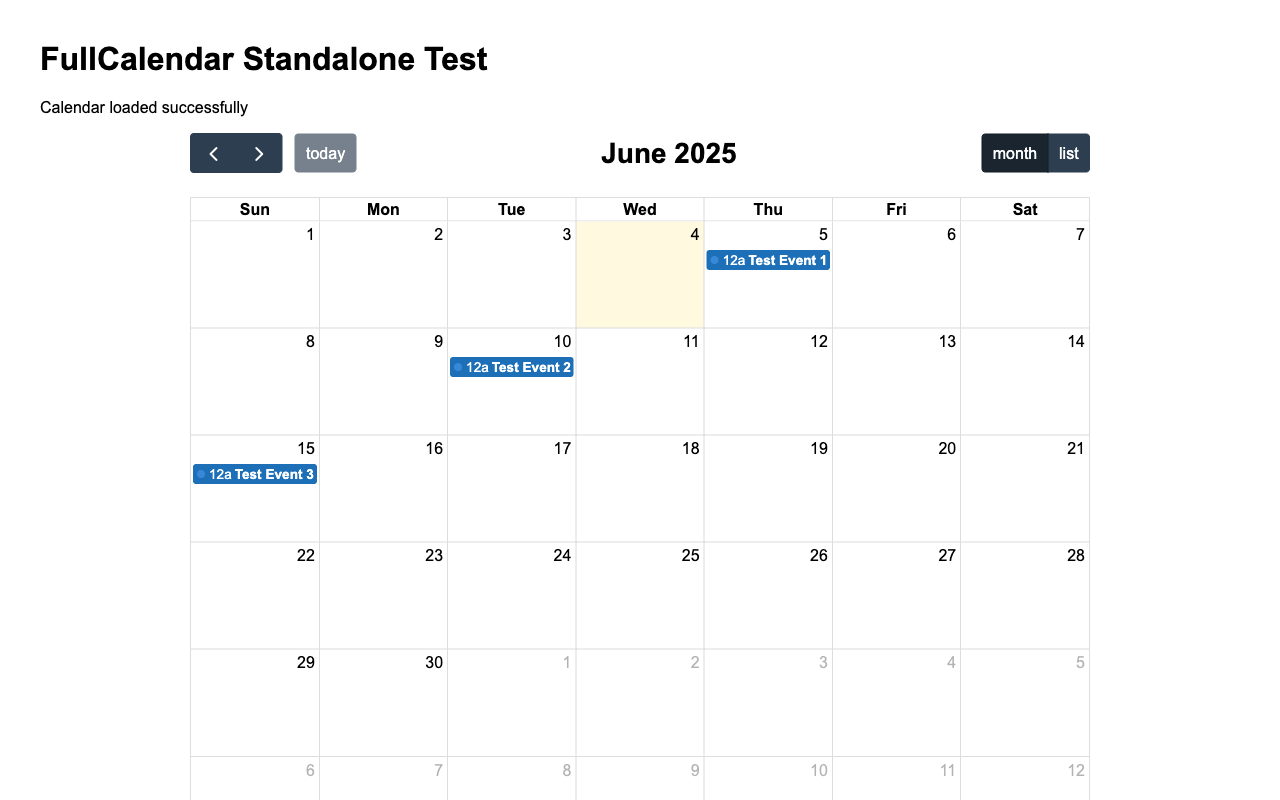 FullCalendar Standalone Test
Calendar loaded successfully
today June 2025 month list
Sun Mon Tue Wed Thu Fri Sat
1 2 3 4 5 6 7
12a Test Event 1
8 9 10 11 12 13 14
12a Test Event 2
15 16 17 18 19 20 21
12a Test Event 3
22 23 24 25 26 27 28
29 30 1 2 3 4 5
6 7 8 9 10 11 12